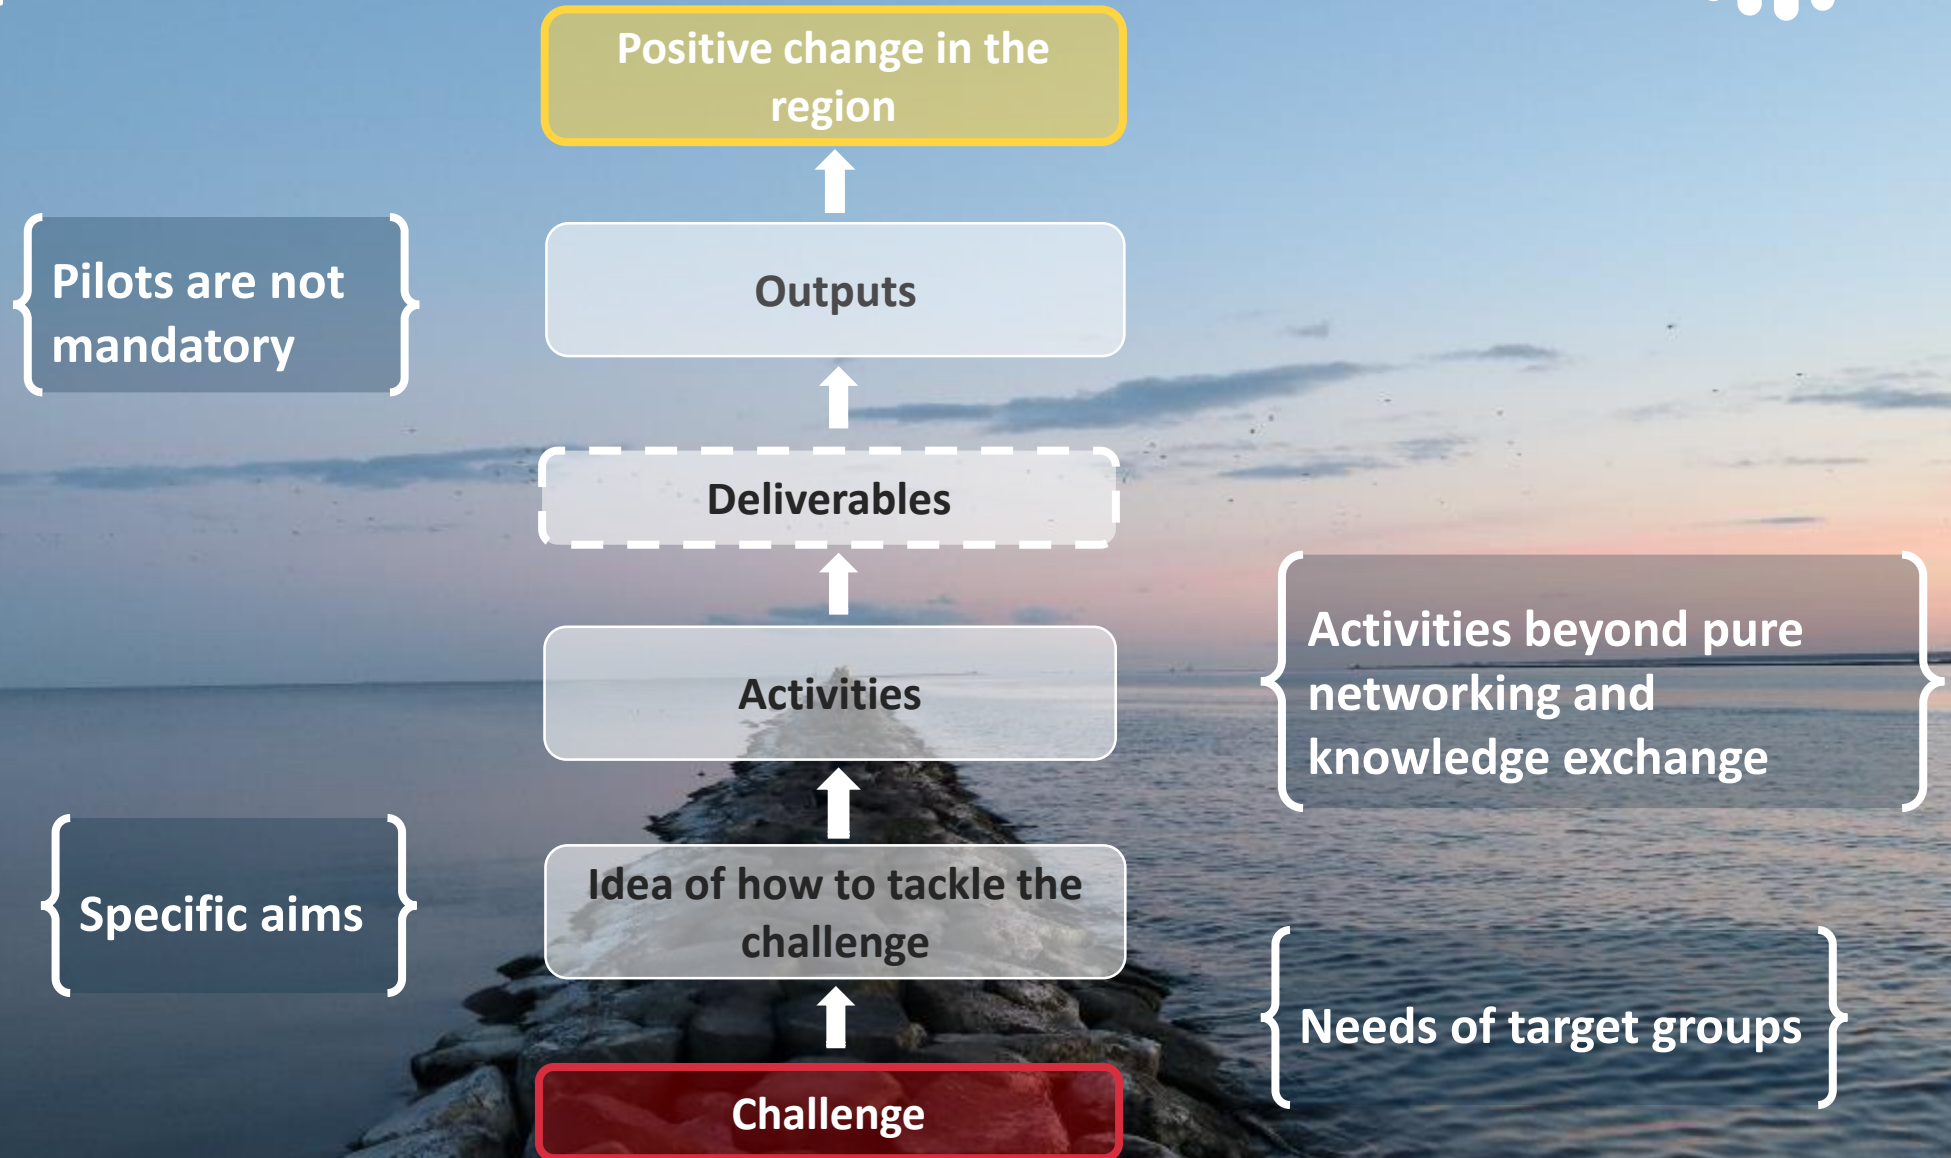 Positive change in the
region
Pilots are not
mandatory
Outputs
Deliverables
Activities beyond pure
networking and
knowledge exchange
Activities
Idea of how to tackle the
challenge
Specific aims
Needs of target groups
Challenge